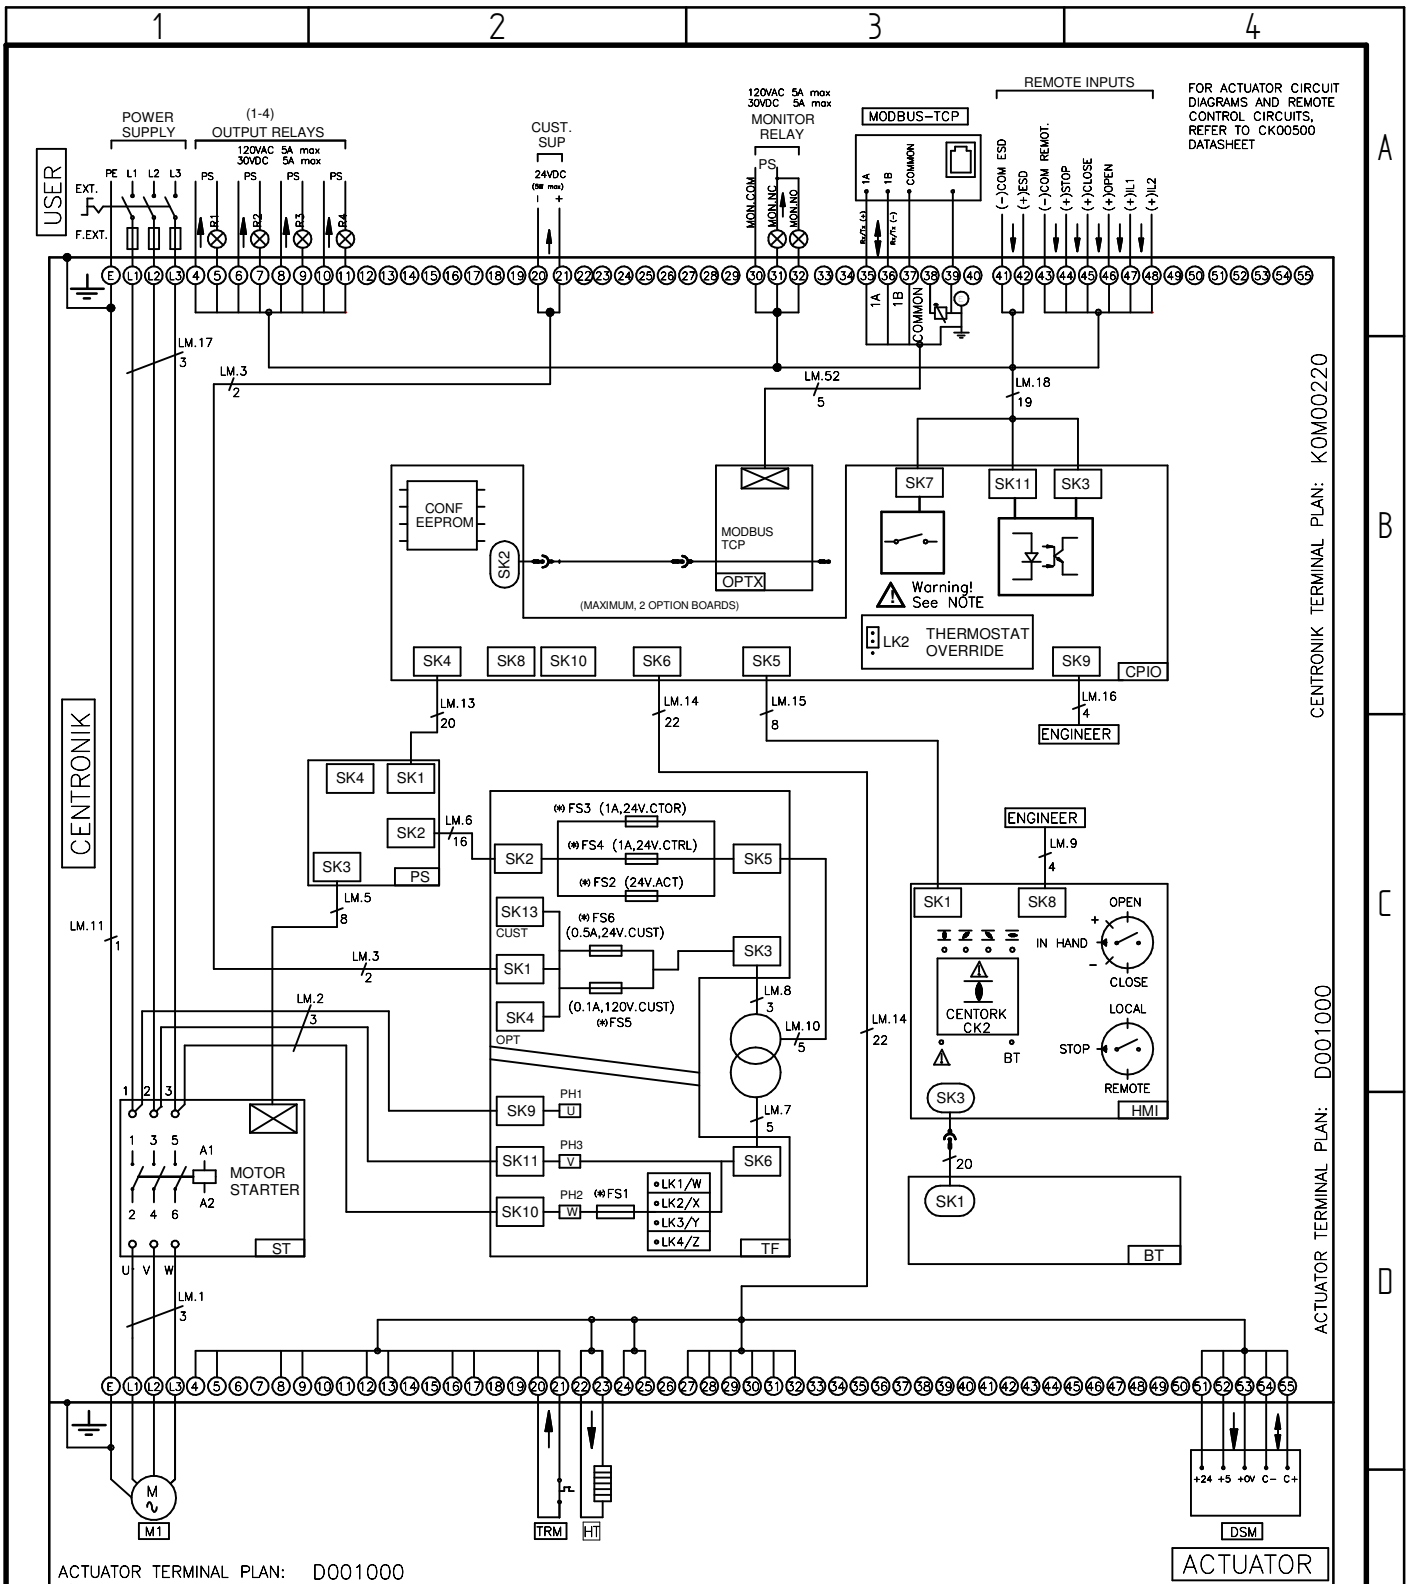 1 2 3 4
A
B
C
D
POWER
SUPPLY
(1-4)
OUTPUT RELAYS
120VAC 5A max
30VDC 5A max
CUST.
SUP
24VDC
(5W max)
- +
120VAC 5A max
30VDC 5A max
MONITOR
RELAY
PS
MODBUS-TCP
REMOTE INPUTS
FOR ACTUATOR CIRCUIT
DIAGRAMS AND REMOTE
CONTROL CIRCUITS,
REFER TO CK00500
DATASHEET
USER
EXT.
F.EXT.
PE L1 L2 L3
PS PS PS PS
R1 R2 R3 R4
MON.COM
MON.NC
MON.NO
1A
1B
COMMON
Rx/Tx (+)
Rx/Tx (-)
(-)COM ESD
(+)ESD
(-)COM REMOT.
(+)STOP
(+)CLOSE
(+)OPEN
(+)IL1
(+)IL2
E L1 L2 L3 4 5 6 7 8 9 10 11 12 13 14 15 16 17 18 19 20 21 22 23 24 25 26 27 28 29 30 31 32 33 34 35 36 37 38 39 40 41 42 43 44 45 46 47 48 49 50 51 52 53 54 55
1A
1B
COMMON
LM.17
3
LM.3
2
LM.52
5
LM.18
19
CENTRONIK TERMINAL PLAN: K0M00220
CONF
EEPROM
SK2
MODBUS
TCP
OPTX
(MAXIMUM, 2 OPTION BOARDS)
SK7
SK11
SK3
Warning!
See NOTE
LK2
THERMOSTAT
OVERRIDE
SK4
SK8
SK10
SK6
SK5
SK9
CPIO
LM.13
20
LM.14
22
LM.15
8
LM.16
4
ENGINEER
CENTRONIK
SK4
SK1
SK2
SK3
PS
LM.6
16
LM.5
8
(*)FS3 (1A,24V.CTOR)
(*)FS4 (1A,24V.CTRL)
(*)FS2 (24V.ACT)
SK2
SK5
SK13
CUST
(*)FS6
(0.5A,24V.CUST)
SK1
SK3
SK4
OPT
(0.1A,120V.CUST)
(*)FS5
LM.3
2
LM.8
3
LM.10
5
LM.7
5
LM.14
22
LM.11
1
LM.2
3
ENGINEER
LM.9
4
SK1
SK8
OPEN
+
IN HAND
-
CLOSE
CENTORK
CK2
BT
LOCAL
STOP
REMOTE
SK3
HMI
20
SK1
BT
1 2 3
1 3 5
A1
A2
2 4 6
MOTOR
STARTER
ST
U V W
SK9
PH1
U
SK11
PH3
V
SK10
PH2
W
(*)FS1
SK6
LK1/W
LK2/X
LK3/Y
LK4/Z
TF
LM.1
3
ACTUATOR TERMINAL PLAN: D001000
E L1 L2 L3 4 5 6 7 8 9 10 11 12 13 14 15 16 17 18 19 20 21 22 23 24 25 26 27 28 29 30 31 32 33 34 35 36 37 38 39 40 41 42 43 44 45 46 47 48 49 50 51 52 53 54 55
M
M1
TRM
HT
+24 +5 +0V C- C+
DSM
ACTUATOR TERMINAL PLAN: D001000
ACTUATOR